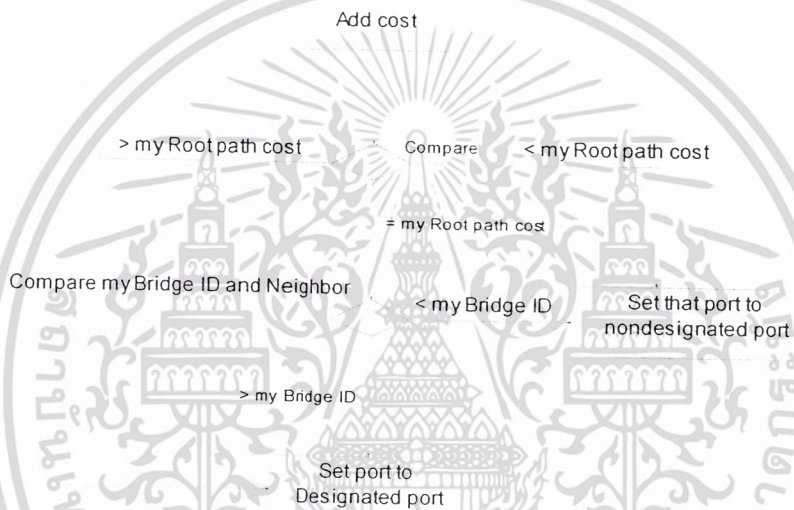 Add cost
> my Root path cost
Compare
< my Root path cost
= my Root path cost
Compare my Bridge ID and Neighbor
< my Bridge ID
Set that port to
nondesignated port
> my Bridge ID
Set port to
Designated port